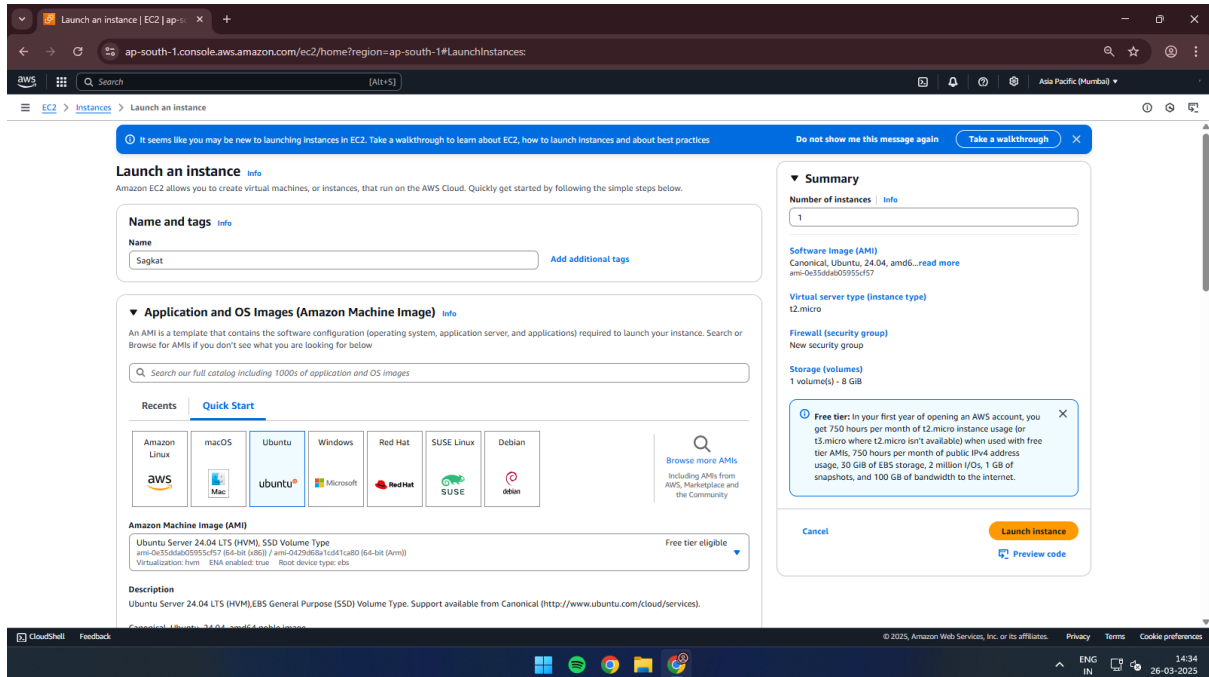 Launch an instance | EC2 | ap-so
ap-south-1.console.aws.amazon.com/ec2/home?region=ap-south-1#LaunchInstances:
aws
Search
[Alt+S]
Asia Pacific (Mumbai)
EC2 > Instances > Launch an instance
It seems like you may be new to launching instances in EC2. Take a walkthrough to learn about EC2, how to launch instances and about best practices
Do not show me this message again
Take a walkthrough
Launch an instance Info
Amazon EC2 allows you to create virtual machines, or instances, that run on the AWS Cloud. Quickly get started by following the simple steps below.
Name and tags Info
Name
Sagkat
Add additional tags
Application and OS Images (Amazon Machine Image) Info
An AMI is a template that contains the software configuration (operating system, application server, and applications) required to launch your instance. Search or
Browse for AMIs if you don't see what you are looking for below
Search our full catalog including 1000s of application and OS images
Recents
Quick Start
Amazon
Linux
aws
macOS
Mac
Ubuntu
ubuntu
Windows
Microsoft
Red Hat
Red Hat
SUSE Linux
SUSE
Debian
debian
Browse more AMIs
Including AMIs from
AWS, Marketplace and
the Community
Amazon Machine Image (AMI)
Ubuntu Server 24.04 LTS (HVM), SSD Volume Type
Free tier eligible
ami-0e35ddab05955cf57 (64-bit (x86)) / ami-0429d68a1cd41ca80 (64-bit (Arm))
Virtualization: hvm ENA enabled: true Root device type: ebs
Description
Ubuntu Server 24.04 LTS (HVM),EBS General Purpose (SSD) Volume Type. Support available from Canonical (http://www.ubuntu.com/cloud/services).
Canonical, Ubuntu, 24.04, amd64 noble image
Summary
Number of instances | Info
1
Software Image (AMI)
Canonical, Ubuntu, 24.04, amd6...read more
ami-0e35ddab05955cf57
Virtual server type (instance type)
t2.micro
Firewall (security group)
New security group
Storage (volumes)
1 volume(s) - 8 GiB
Free tier: In your first year of opening an AWS account, you
get 750 hours per month of t2.micro instance usage (or
t3.micro where t2.micro isn't available) when used with free
tier AMIs, 750 hours per month of public IPv4 address
usage, 30 GiB of EBS storage, 2 million I/Os, 1 GB of
snapshots, and 100 GB of bandwidth to the internet.
Cancel
Launch instance
Preview code
CloudShell Feedback
© 2025, Amazon Web Services, Inc. or its affiliates. Privacy Terms Cookie preferences
ENG
IN
14:34
26-03-2025